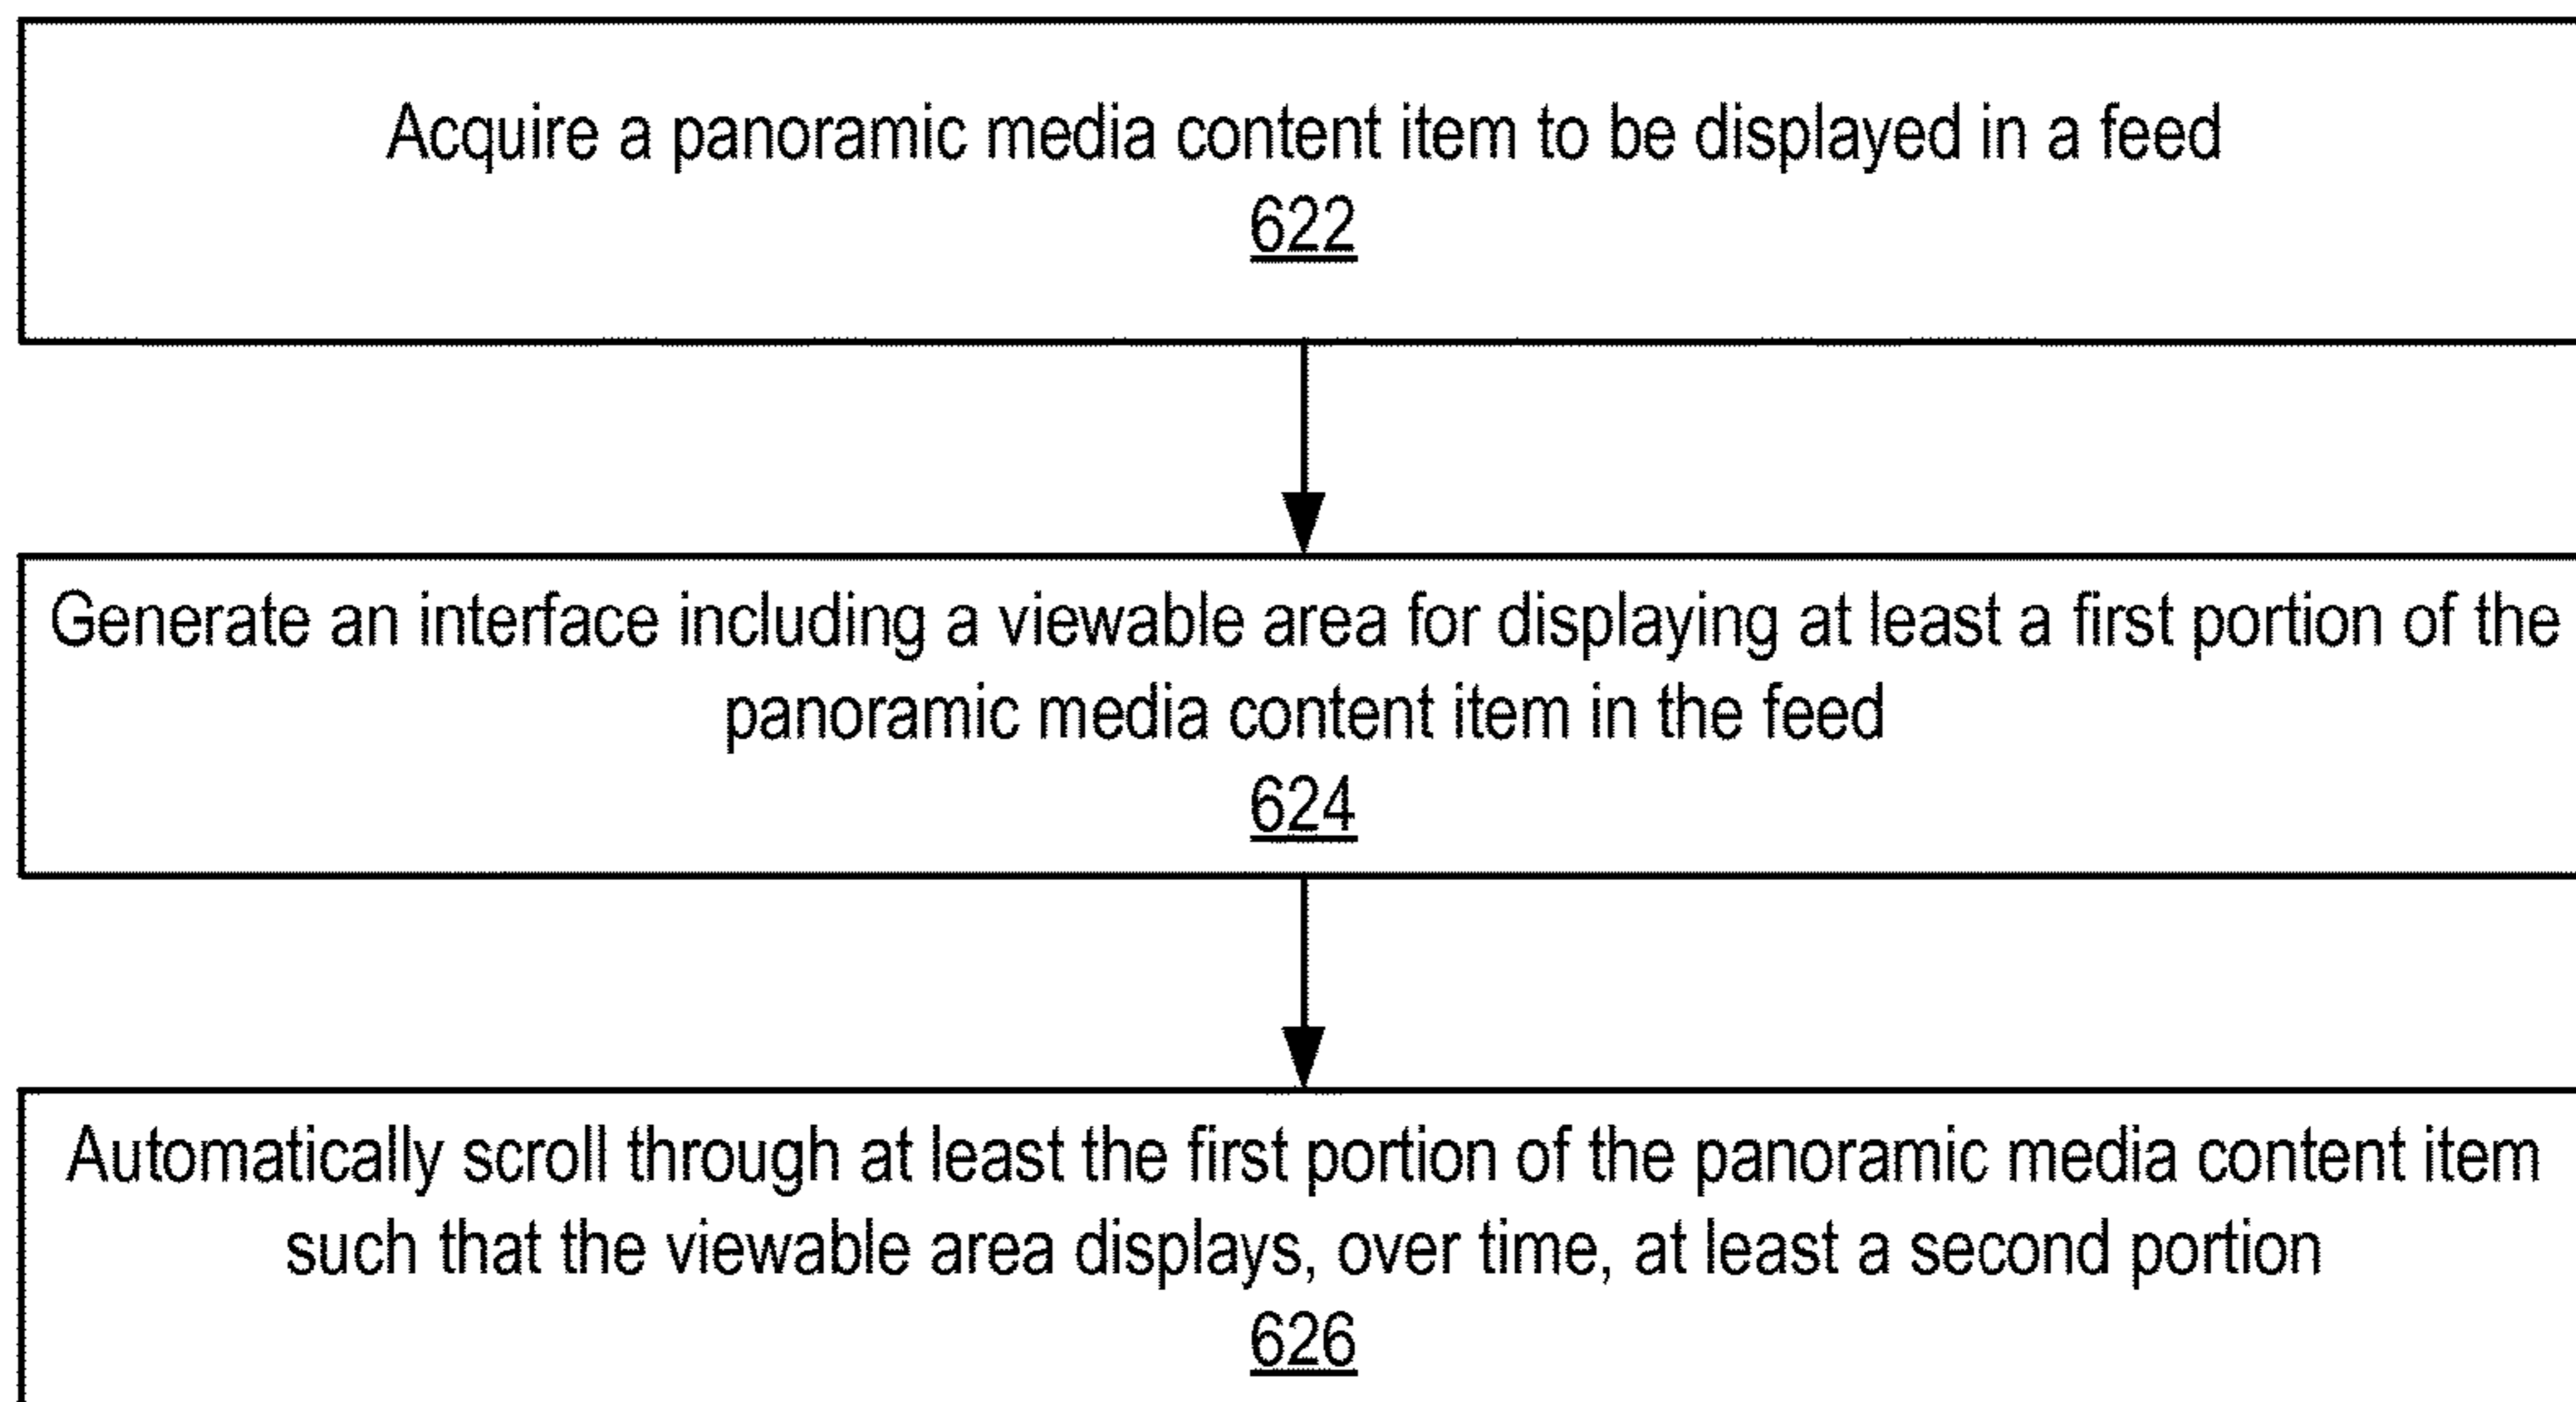 Acquire a panoramic media content item to be displayed in a feed
622
Generate an interface including a viewable area for displaying at least a first portion of the
panoramic media content item in the feed
624
Automatically scroll through at least the first portion of the panoramic media content item
such that the viewable area displays, over time, at least a second portion
626